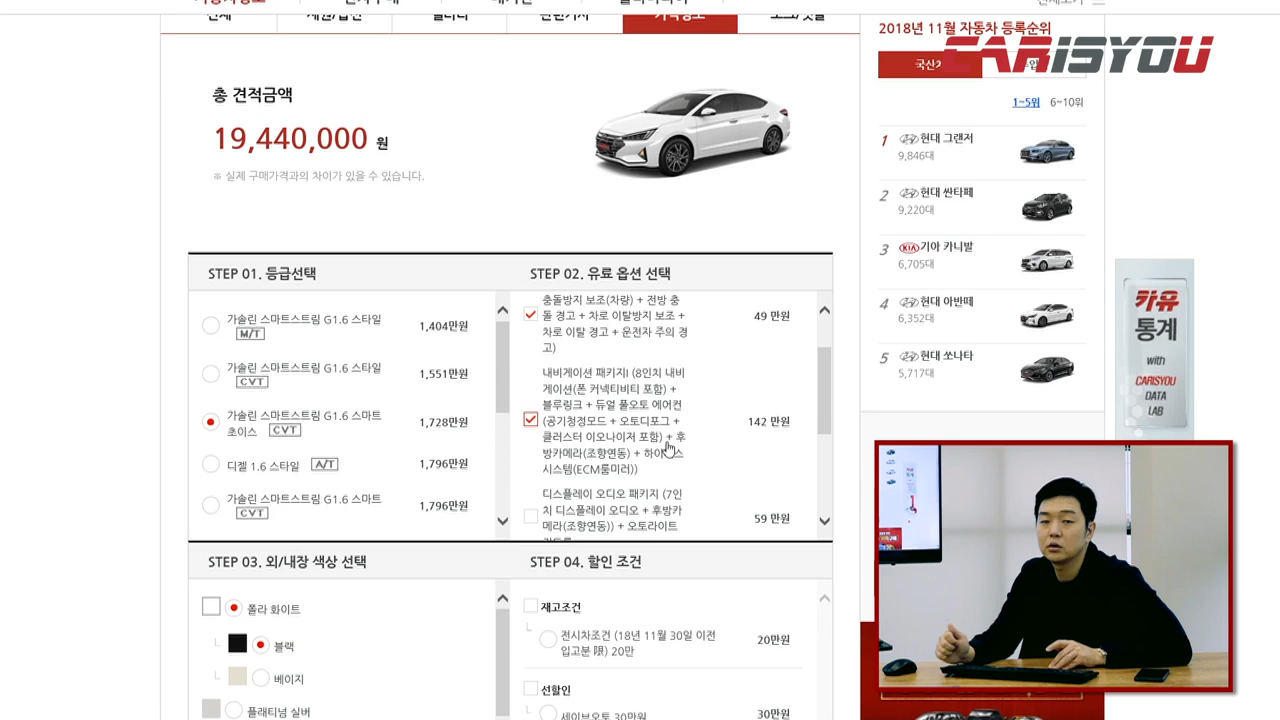 가격정보
2018년 11월 자동차 등록순위
CARISYOU
국산차
1~5위 6~10위
총 견적금액
19,440,000 원
※ 실제 구매가격과의 차이가 있을 수 있습니다.
1 현대 그랜저
9,846대
2 현대 싼타페
9,220대
3 KIA 기아 카니발
6,705대
4 현대 아반떼
6,352대
5 현대 쏘나타
5,717대
카유
통계
with
CARISYOU
DATA
LAB
STEP 01. 등급선택
가솔린 스마트스트림 G1.6 스타일
M/T
1,404만원
가솔린 스마트스트림 G1.6 스타일
CVT
1,551만원
가솔린 스마트스트림 G1.6 스마트
초이스 CVT
1,728만원
디젤 1.6 스타일 A/T
1,796만원
가솔린 스마트스트림 G1.6 스마트
CVT
1,796만원
STEP 02. 유료 옵션 선택
충돌방지 보조(차량) + 전방 충
돌 경고 + 차로 이탈방지 보조 +
차로 이탈 경고 + 운전자 주의 경
고)
49 만원
내비게이션 패키지I (8인치 내비
게이션(폰 커넥티비티 포함) +
블루링크 + 듀얼 풀오토 에어컨
(공기청정모드 + 오토디포그 +
클러스터 이오나이저 포함) + 후
방카메라(조향연동) + 하이패스
시스템(ECM룸미러))
142 만원
디스플레이 오디오 패키지 (7인
치 디스플레이 오디오 + 후방카
메라(조향연동)) + 오토라이트
59 만원
STEP 03. 외/내장 색상 선택
폴라 화이트
블랙
베이지
플래티넘 실버
STEP 04. 할인 조건
재고조건
전시차조건 (18년 11월 30일 이전
입고분 限) 20만
20만원
선할인
세이브오토 30만원
30만원